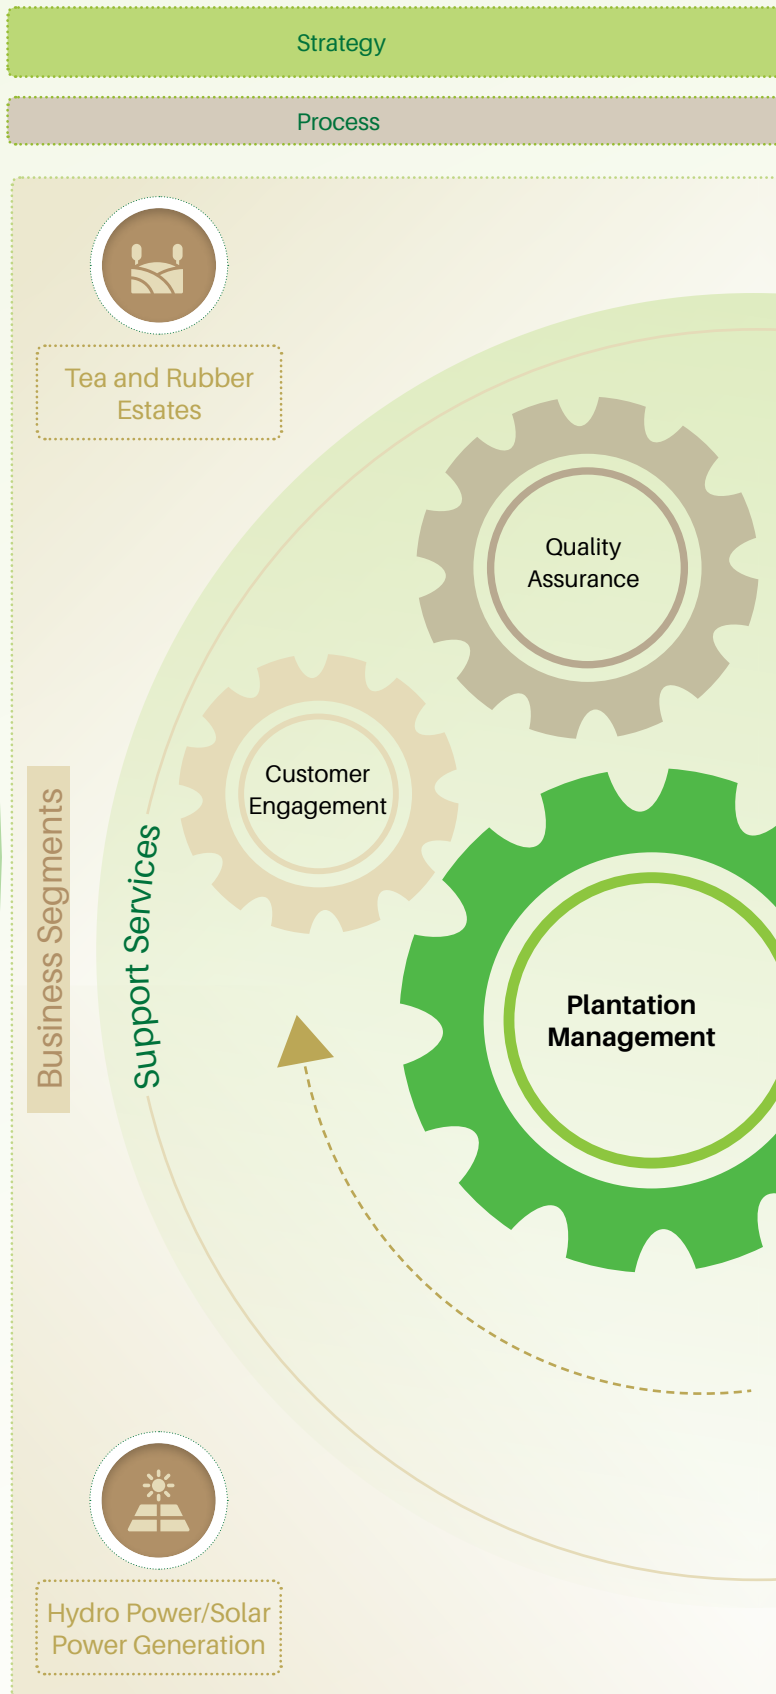 Strategy
Process
Tea and Rubber
Estates
Quality
Assurance
Customer
Engagement
Business Segments
Support Services
Plantation
Management
Hydro Power/Solar
Power Generation